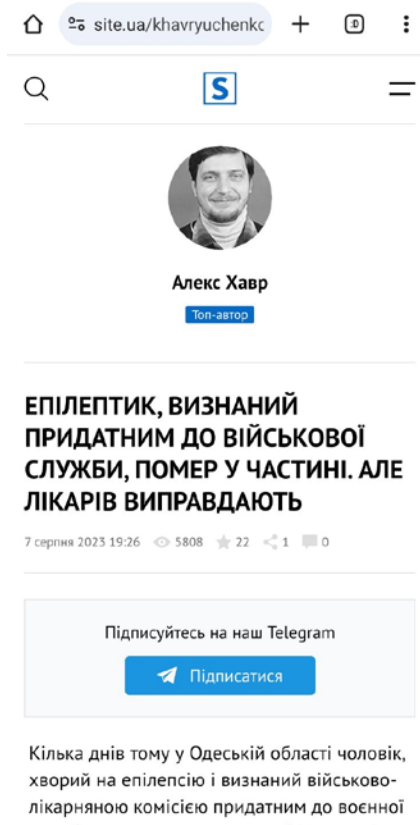 site.ua/khavryuchenkc
S
Алекс Хавр
Топ-автор
ЕПІЛЕПТИК, ВИЗНАНИЙ
ПРИДАТНИМ ДО ВІЙСЬКОВОЇ
СЛУЖБИ, ПОМЕР У ЧАСТИНІ. АЛЕ
ЛІКАРІВ ВИПРАВДАЮТЬ
7 серпня 2023 19:26 5808 22 1 0
Підписуйтесь на наш Telegram
Підписатися
Кілька днів тому у Одеській області чоловік,
хворий на епілепсію і визнаний військово-
лікарняною комісією придатним до воєнної